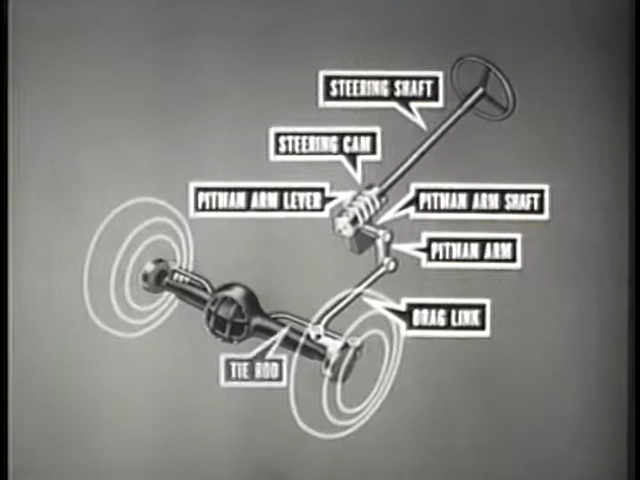 STEERING SHAFT
STEERING CAM
PITMAN ARM LEVER
PITMAN ARM SHAFT
PITMAN ARM
DRAG LINK
TIE ROD